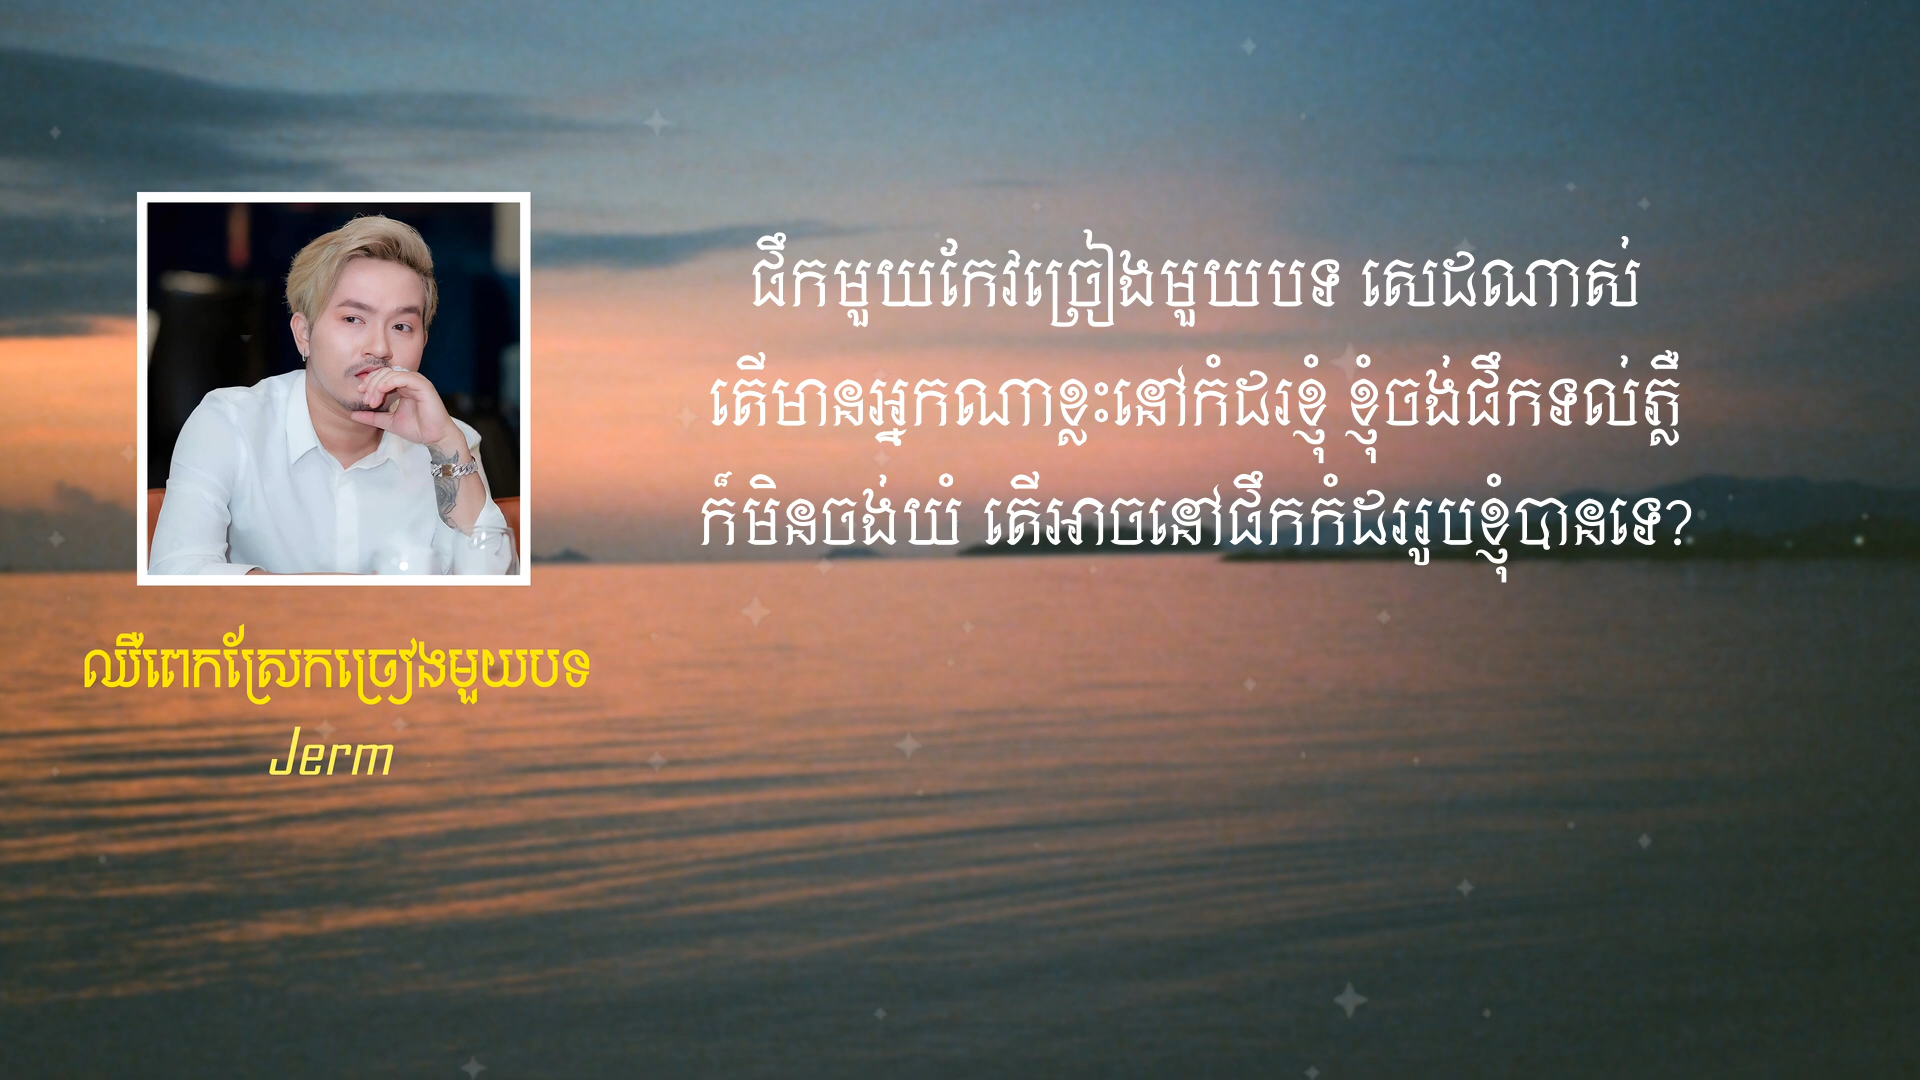 ផឹកមួយកែវច្រៀងមួយបទ សេដណាស់
តើមានអ្នកណាខ្លះនៅកំដរខ្ញុំ ខ្ញុំចង់ផឹកទល់ភ្លឺ
ក៏មិនចង់ឃំ តើអាចនៅផឹកកំដររូបខ្ញុំបានទេ?
ឈឺពេកស្រែកច្រៀងមួយបទ
Jerm